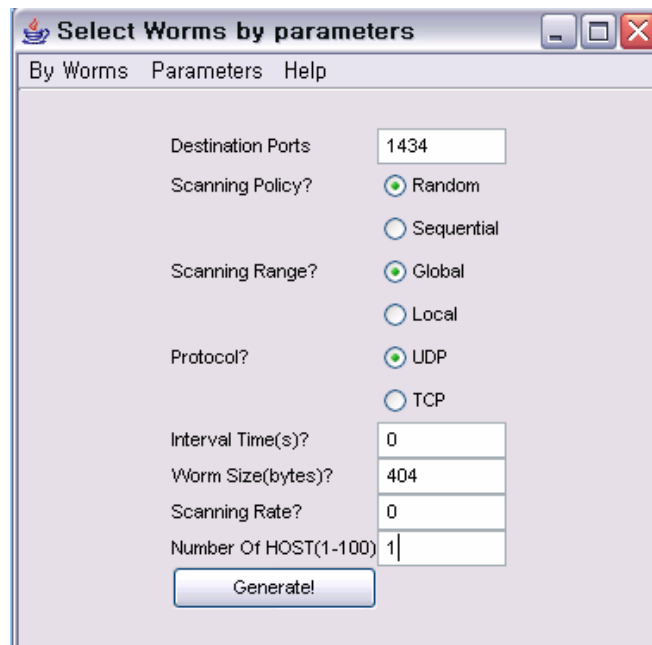 Select Worms by parameters
By Worms Parameters Help
Destination Ports 1434
Scanning Policy? Random
Sequential
Scanning Range? Global
Local
Protocol? UDP
TCP
Interval Time(s)? 0
Worm Size(bytes)? 404
Scanning Rate? 0
Number Of HOST(1-100) 1
Generate!